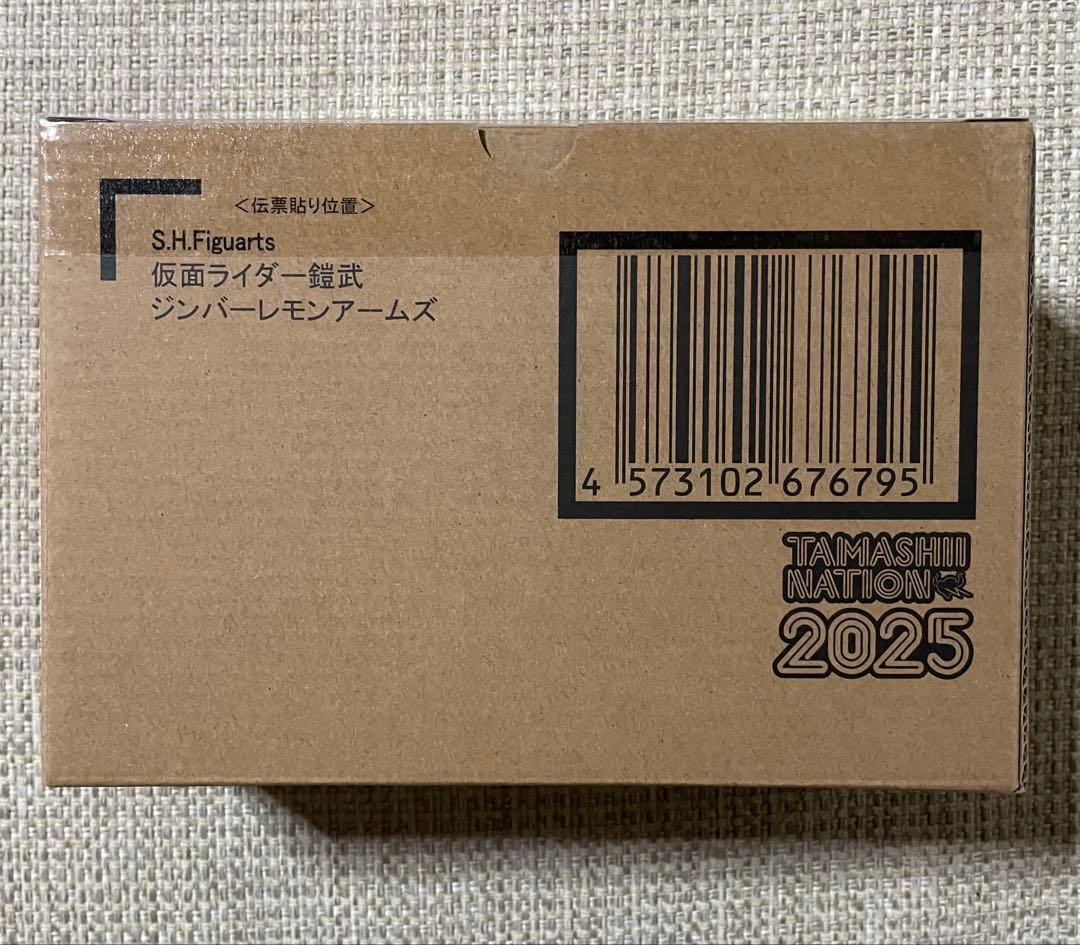 <伝票貼り位置>
S.H.Figuarts
仮面ライダー鎧武
ジンバーレモンアームズ
4 573102 676795
TAMASHII
NATION
2025